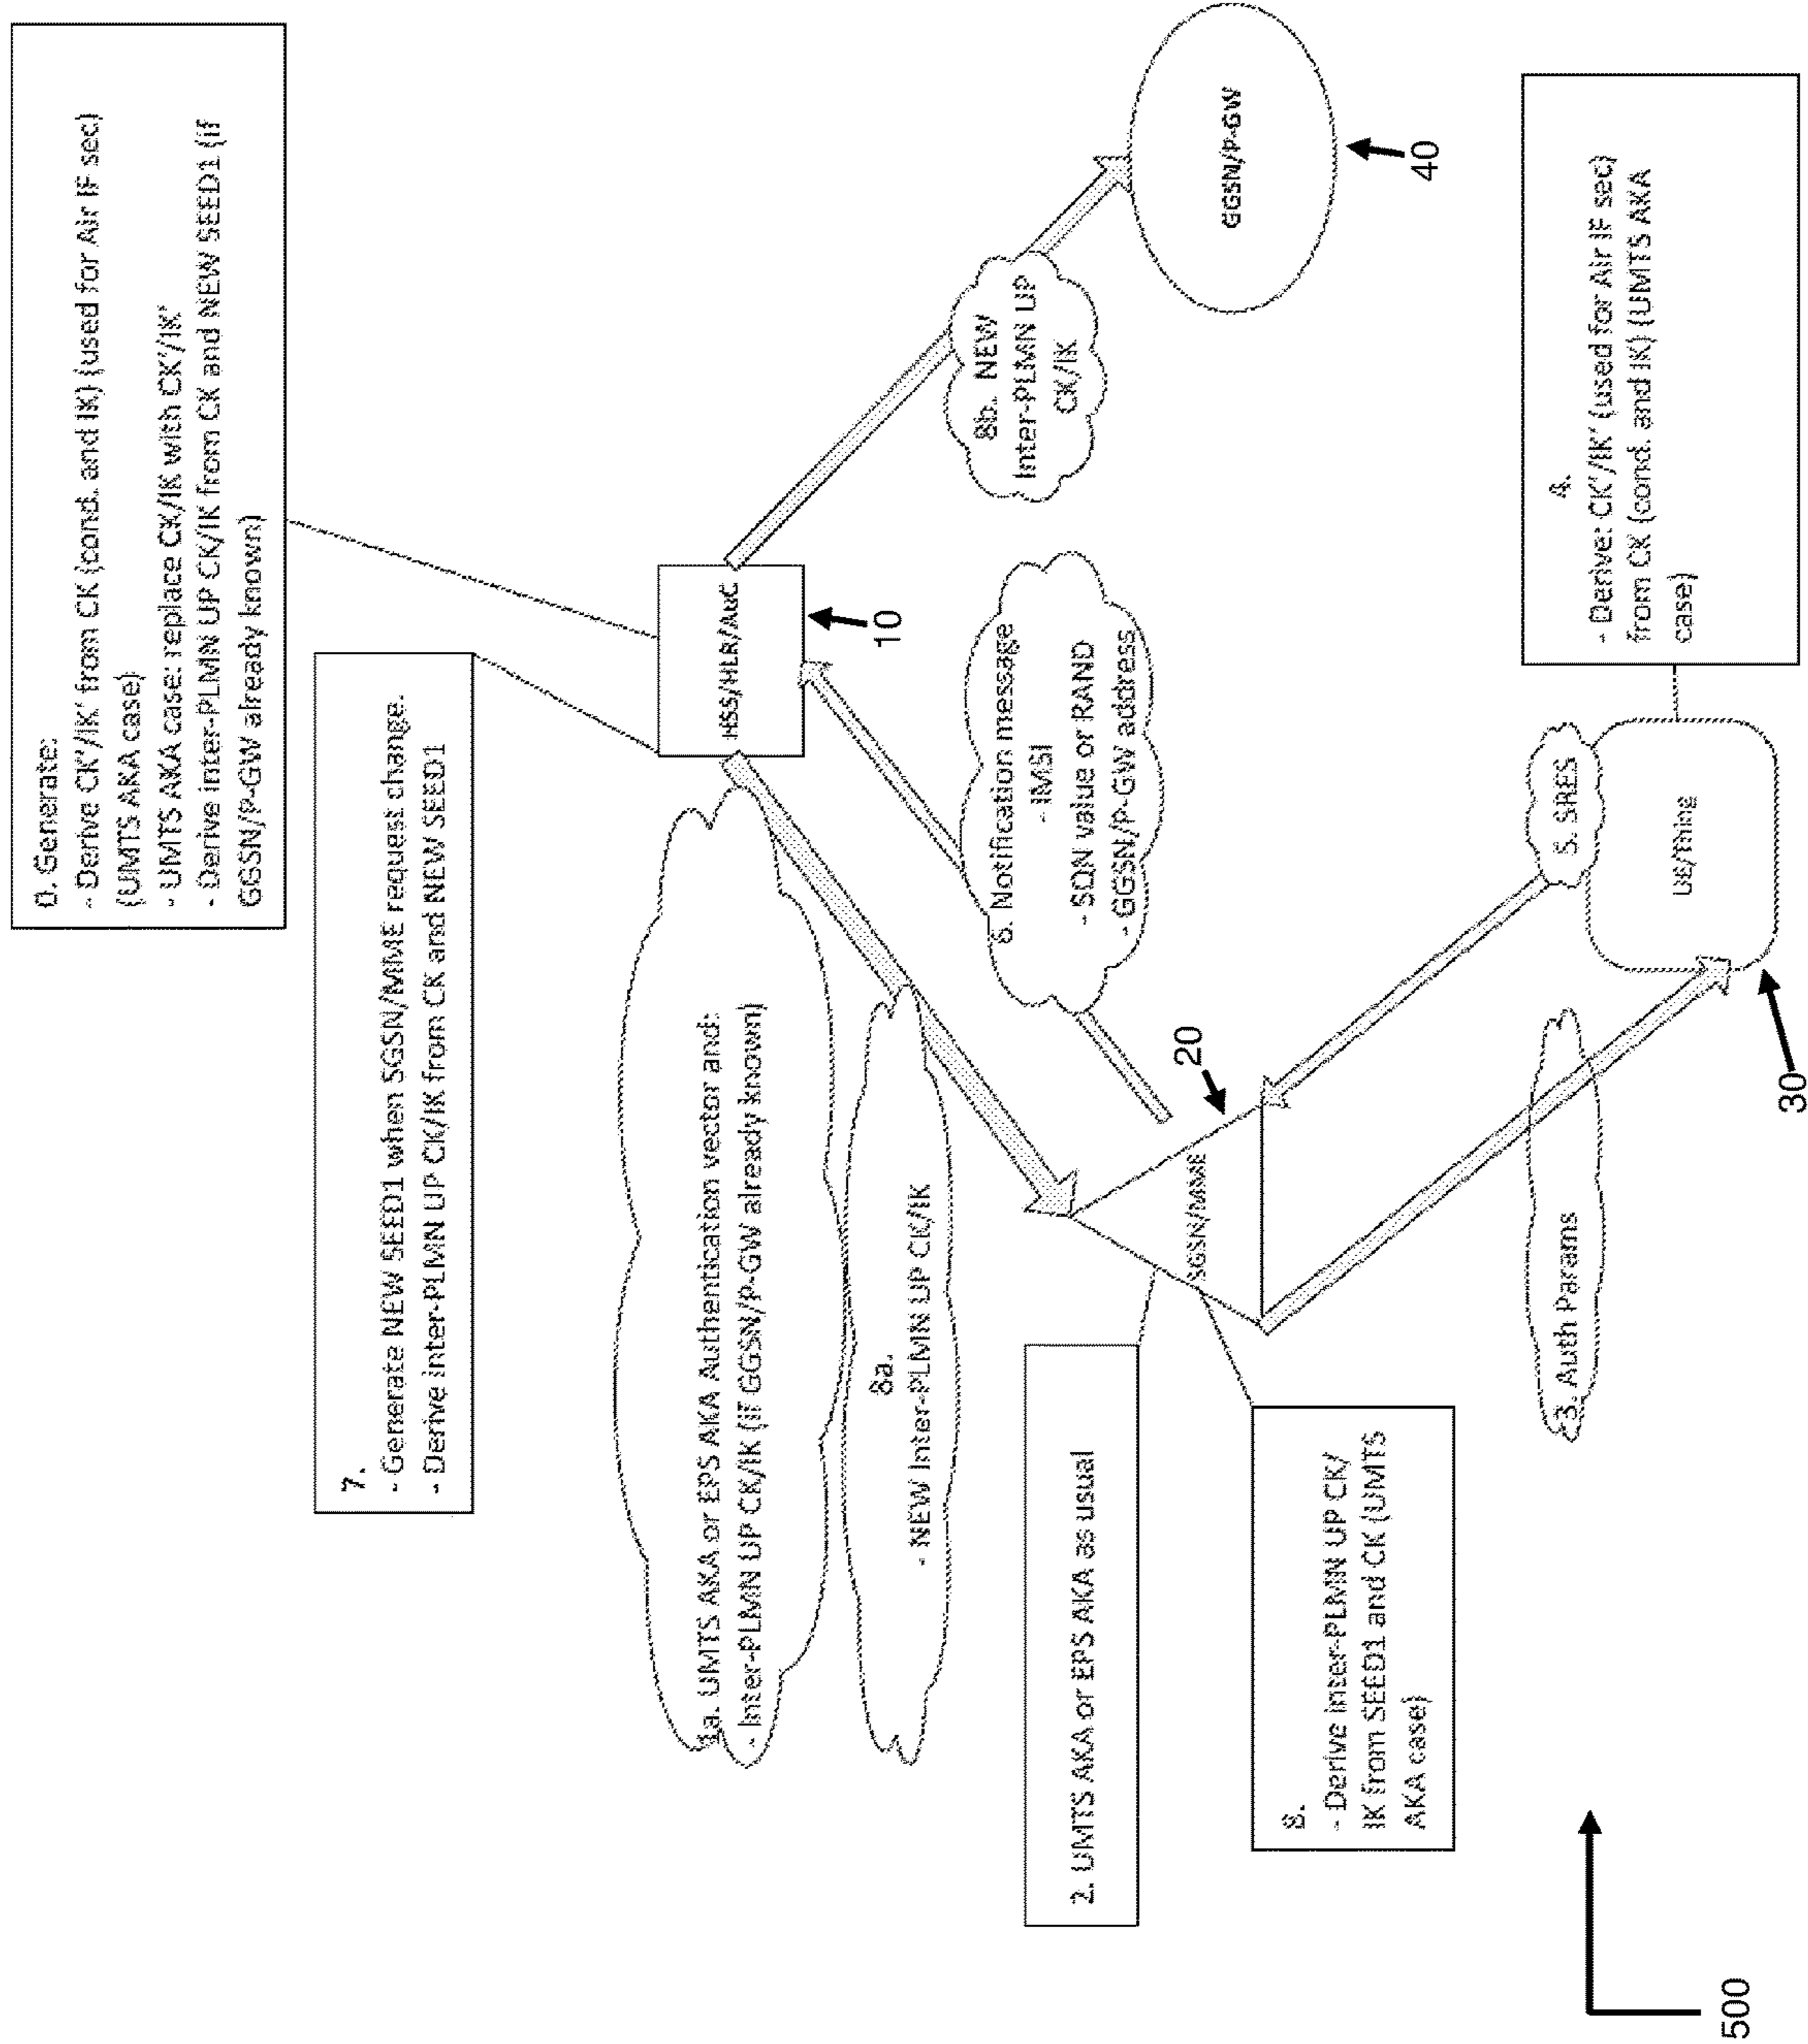 0. Generate:
- Derive CK'/IK' from CK (cond. and IK) (used for Air IF sec)
(UMTS AKA case)
- UMTS AKA case: replace CK/IK with CK'/IK'
- Derive inter-PLMN UP CK/IK from CK and NEW SEED1 (if
GGSN/P-GW already known)
7.
- Generate NEW SEED1 when SGSN/MME request change.
- Derive inter-PLMN UP CK/IK from CK and NEW SEED1
HSS/HLR/AuC
10
1a. UMTS AKA or EPS AKA Authentication vector and:
- Inter-PLMN UP CK/IK (if GGSN/P-GW already known)
8a.
- NEW Inter-PLMN UP CK/IK
6. Notification message
- IMSI
- SQN value or RAND
- GGSN/P-GW address
8b. NEW
Inter-PLMN UP
CK/IK
GGSN/P-GW
40
2. UMTS AKA or EPS AKA as usual
SGSN/MME
20
8.
- Derive Inter-PLMN UP CK/
IK from SEED1 and CK (UMTS
AKA case)
3. Auth Params
5. SRES
UE/Thing
30
4.
- Derive: CK'/IK' (used for Air IF sec)
from CK (cond. and IK) (UMTS AKA
case)
500